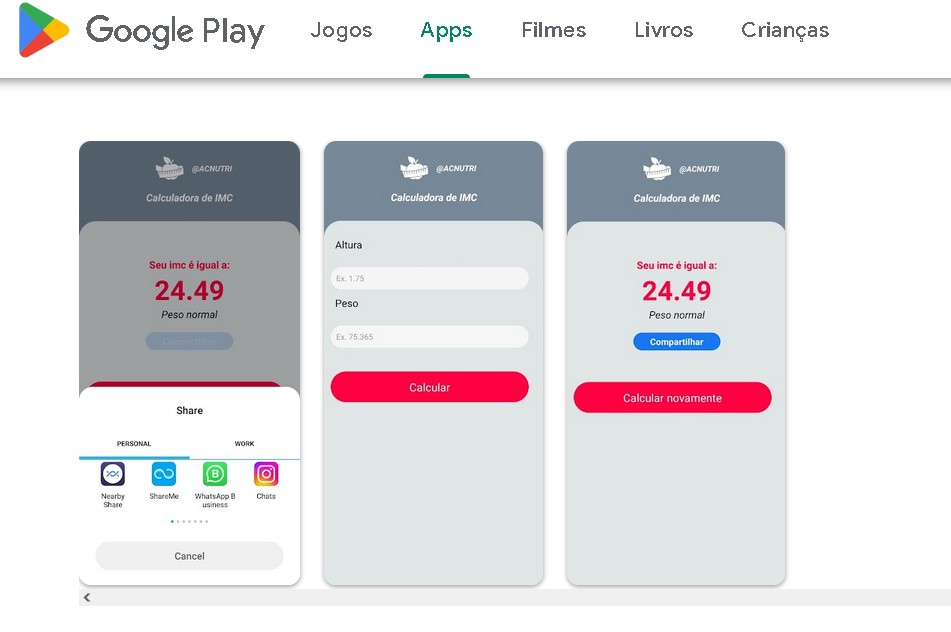 Google Play Jogos Apps Filmes Livros Crianças
@ACNUTRI
Calculadora de IMC
Seu imc é igual a:
24.49
Peso normal
Compartilhar
Share
PERSONAL WORK
Nearby Share
ShareMe
WhatsApp B
usiness
Chats
Cancel
@ACNUTRI
Calculadora de IMC
Altura
Ex. 1.75
Peso
Ex. 75.365
Calcular
@ACNUTRI
Calculadora de IMC
Seu imc é igual a:
24.49
Peso normal
Compartilhar
Calcular novamente